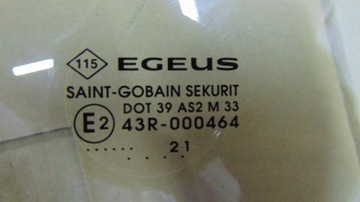 115 EGEUS
SAINT-GOBAIN SEKURIT
DOT 39 AS2 M 33
E2 43R-000464
..... 21
.... .